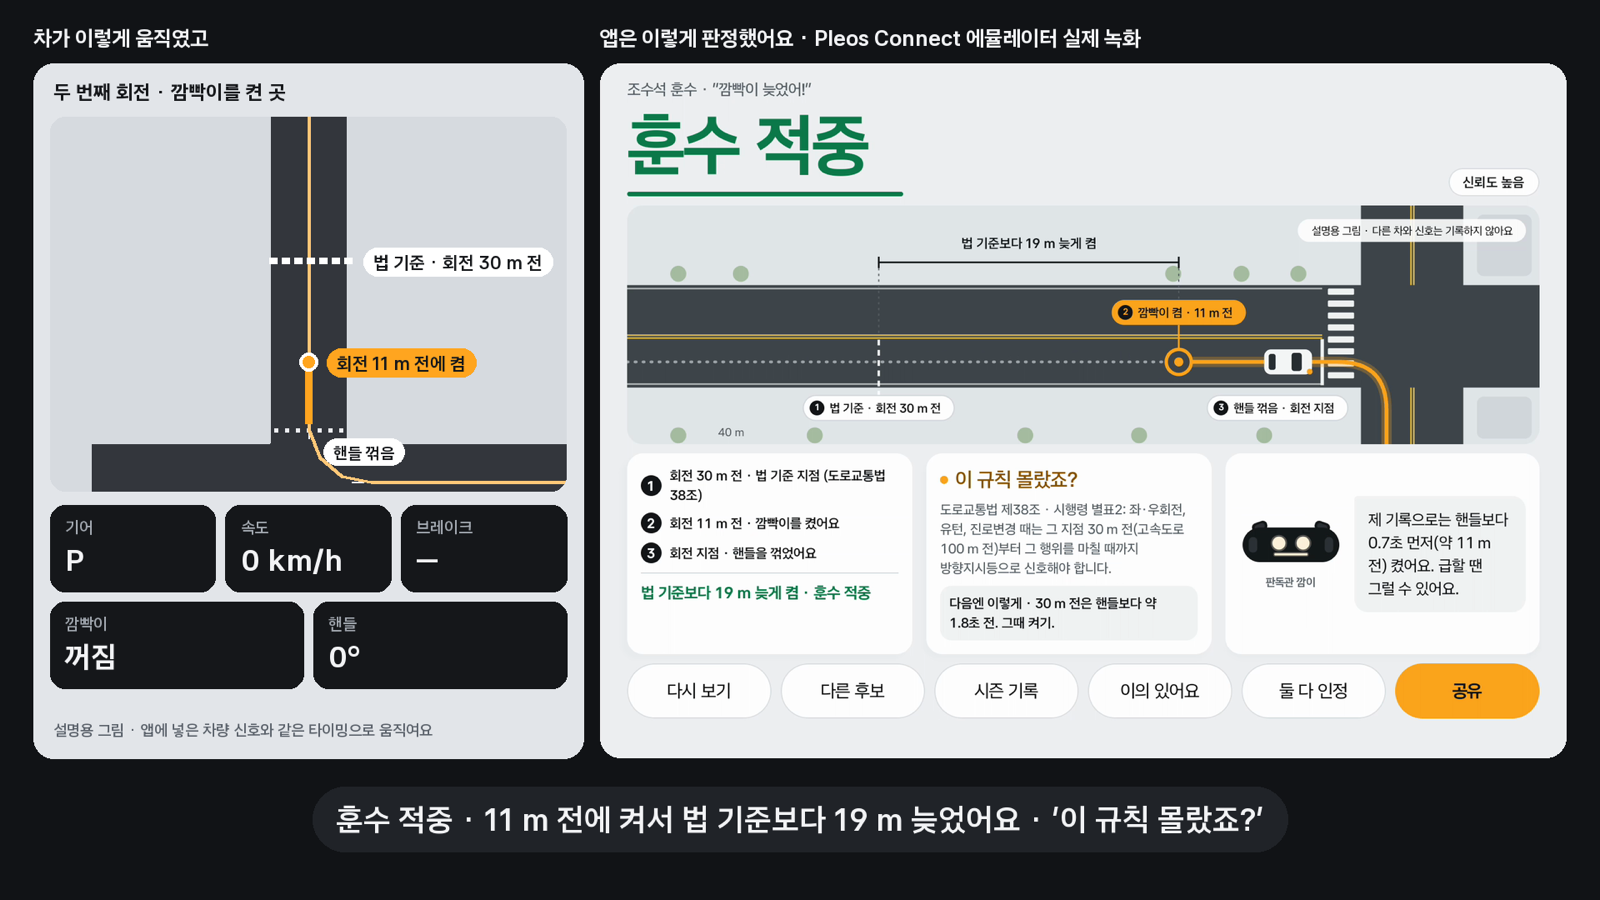 차가 이렇게 움직였고
앱은 이렇게 판정했어요 · Pleos Connect 에뮬레이터 실제 녹화
두 번째 회전 · 깜빡이를 켠 곳
법 기준 · 회전 30 m 전
회전 11 m 전에 켬
핸들 꺾음
기어
P
속도
0 km/h
브레이크
—
깜빡이
꺼짐
핸들
0°
설명용 그림 · 앱에 넣은 차량 신호와 같은 타이밍으로 움직여요
조수석 훈수 · "깜빡이 늦었어!"
훈수 적중
신뢰도 높음
설명용 그림 · 다른 차와 신호는 기록하지 않아요
법 기준보다 19 m 늦게 켬
2 깜빡이 켬 · 11 m 전
1 법 기준 · 회전 30 m 전
3 핸들 꺾음 · 회전 지점
40 m
1 회전 30 m 전 · 법 기준 지점 (도로교통법
38조)
2 회전 11 m 전 · 깜빡이를 켰어요
3 회전 지점 · 핸들을 꺾었어요
법 기준보다 19 m 늦게 켬 · 훈수 적중
이 규칙 몰랐죠?
도로교통법 제38조 · 시행령 별표2: 좌·우회전,
유턴, 진로변경 때는 그 지점 30 m 전(고속도로
100 m 전)부터 그 행위를 마칠 때까지
방향지시등으로 신호해야 합니다.
다음엔 이렇게 · 30 m 전은 핸들보다 약
1.8초 전. 그때 켜기.
판독관 깜이
제 기록으로는 핸들보다
0.7초 먼저(약 11 m
전) 켰어요. 급할 땐
그럴 수 있어요.
다시 보기
다른 후보
시즌 기록
이의 있어요
둘 다 인정
공유
훈수 적중 · 11 m 전에 켜서 법 기준보다 19 m 늦었어요 · '이 규칙 몰랐죠?'